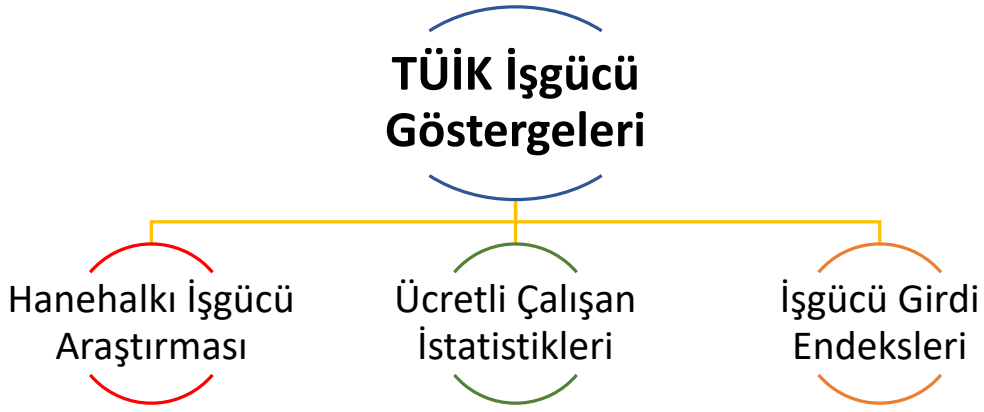 TÜİK İşgücü
Göstergeleri
Hanehalkı İşgücü
Araştırması
Ücretli Çalışan
İstatistikleri
İşgücü Girdi
Endeksleri